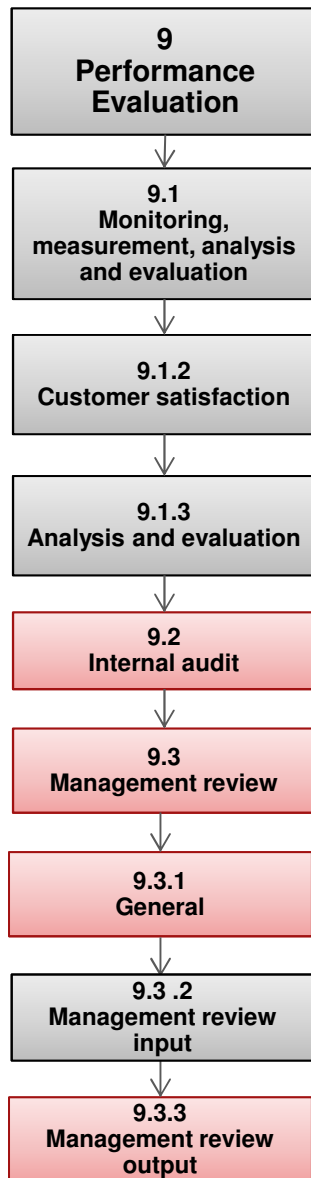 9
Performance
Evaluation
9.1
Monitoring,
measurement, analysis
and evaluation
9.1.2
Customer satisfaction
9.1.3
Analysis and evaluation
9.2
Internal audit
9.3
Management review
9.3.1
General
9.3 .2
Management review
input
9.3.3
Management review
output